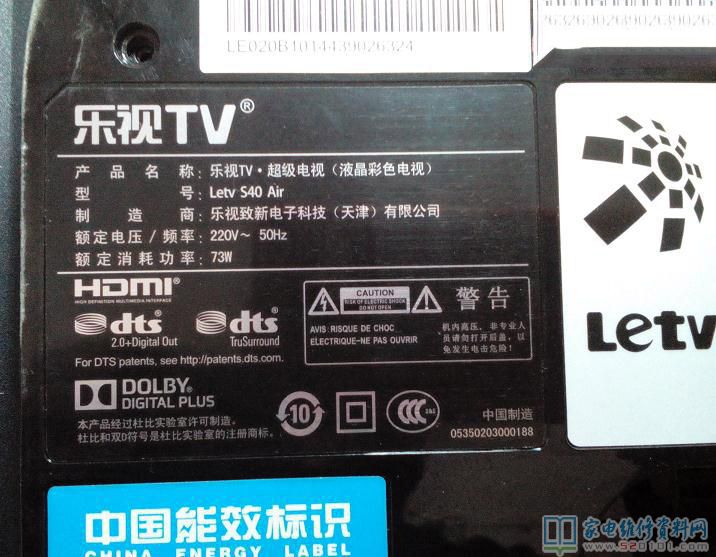 LE020B1014439026324
乐视TV®
产品名称：乐视TV·超级电视（液晶彩色电视）
型号：Letv S40 Air
制造商：乐视致新电子科技（天津）有限公司
额定电压/频率：220V～ 50Hz
额定消耗功率：73W
HDMI®
HIGH DEFINITION MULTIMEDIA INTERFACE
dts
2.0+Digital Out
dts
TruSurround
For DTS patents, see http://patents.dts.com.
CAUTION
RISK OF ELECTRIC SHOCK
DO NOT OPEN
警告
AVIS: RISQUE DE CHOC
ELECTRIQUE-NE PAS OUVRIR
机内高压、非专业人
员请勿打开后盖，以
免发生电击危险！
DOLBY®
DIGITAL PLUS
本产品经过杜比实验室许可制造。
杜比和双D符号是杜比实验室的注册商标。
10
中国制造
05350203000188
Letv
中国能效标识
CHINA ENERGY LABEL
家电维修资料网
www.520101.com